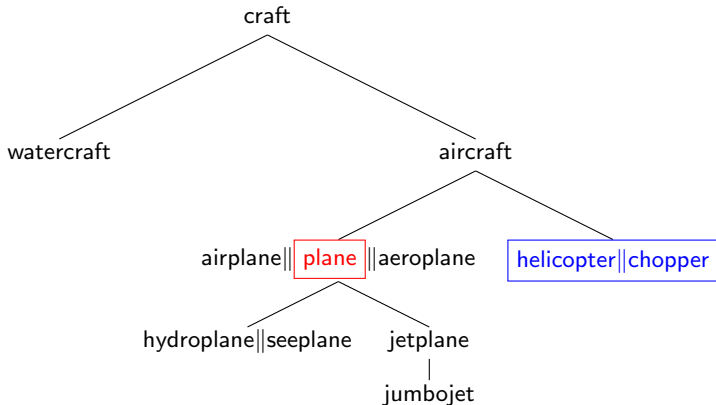 craft
watercraft aircraft
airplane||plane||aeroplane helicopter||chopper
hydroplane||seeplane jetplane
jumbojet